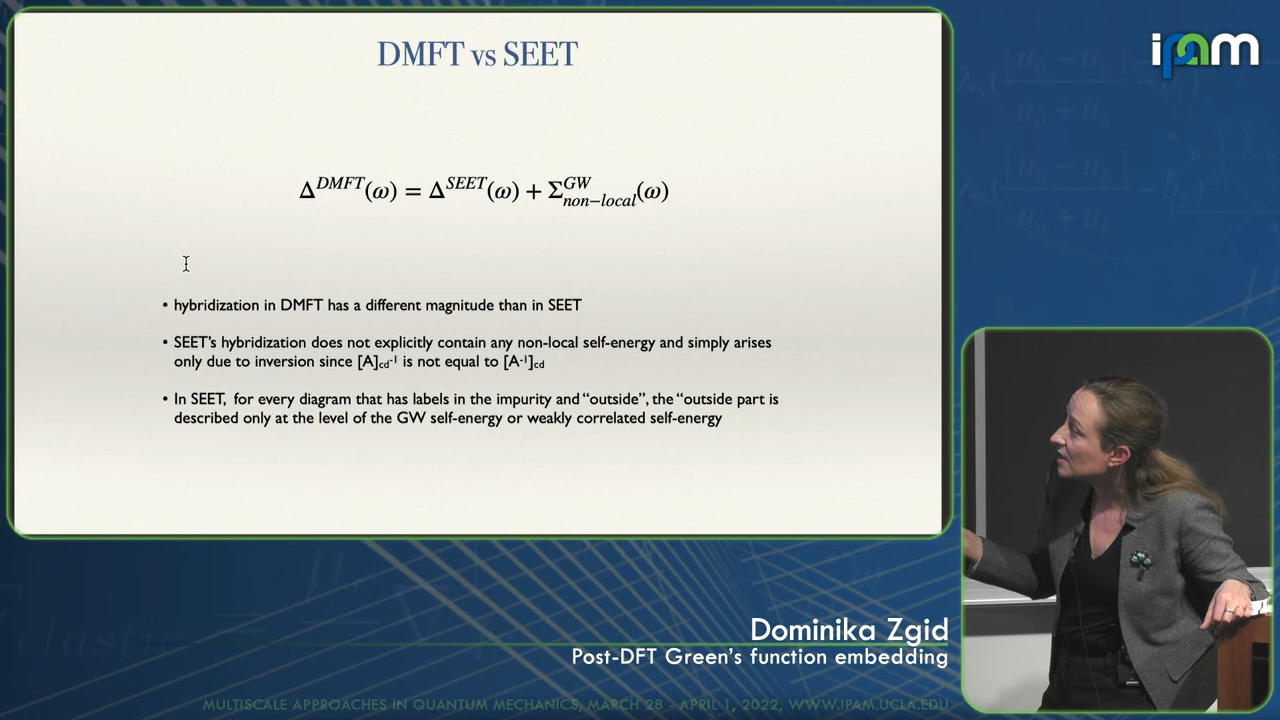 DMFT vs SEET
Δ^{DMFT}(ω) = Δ^{SEET}(ω) + Σ^{GW}_{non−local}(ω)
• hybridization in DMFT has a different magnitude than in SEET
• SEET's hybridization does not explicitly contain any non-local self-energy and simply arises
only due to inversion since [A]cd⁻¹ is not equal to [A⁻¹]cd
• In SEET, for every diagram that has labels in the impurity and "outside", the "outside part is
described only at the level of the GW self-energy or weakly correlated self-energy
ipam
Dominika Zgid
Post-DFT Green's function embedding
MULTISCALE APPROACHES IN QUANTUM MECHANICS, MARCH 28 - APRIL 1, 2022, WWW.IPAM.UCLA.EDU
elastic